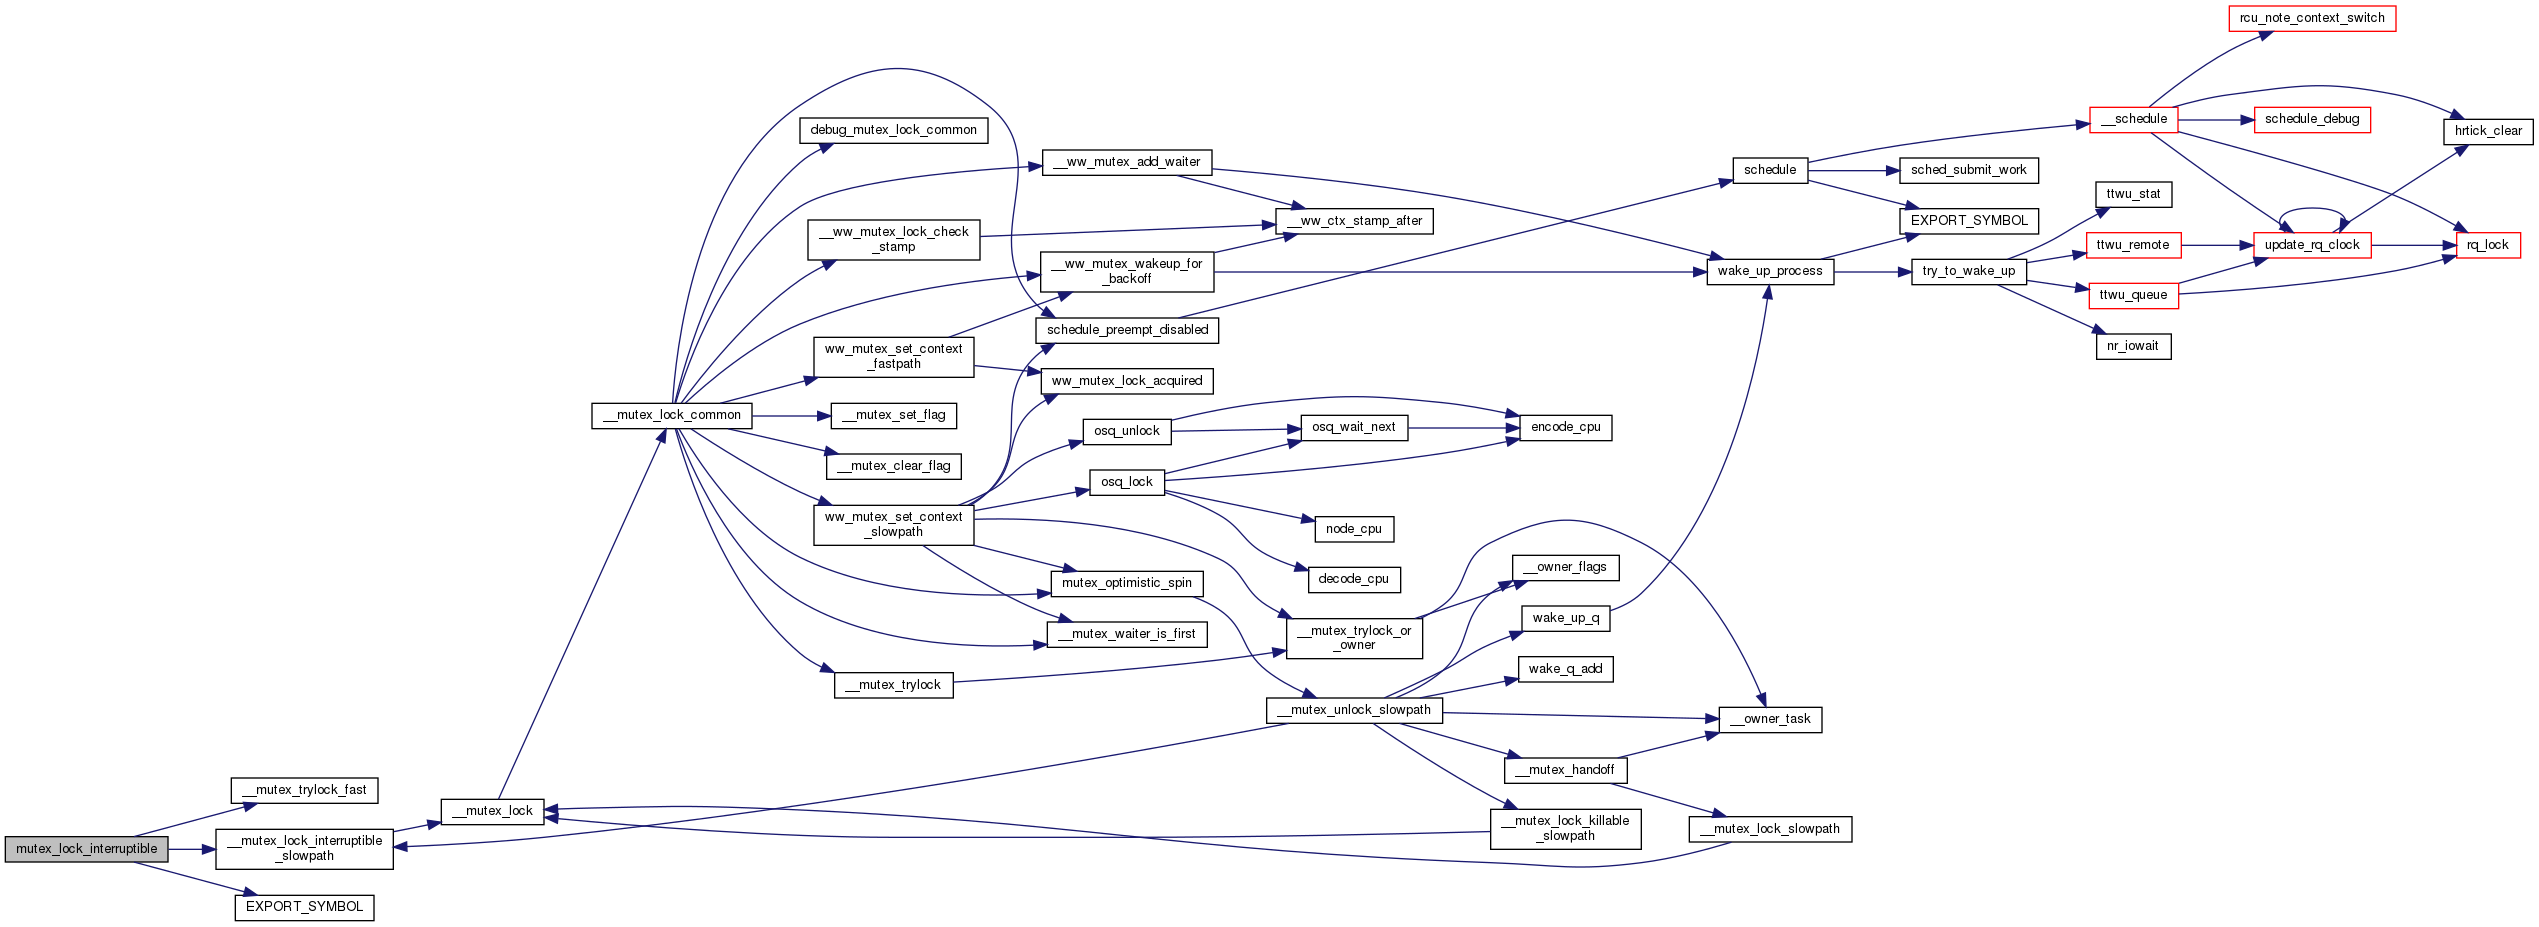 rcu_note_context_switch
__schedule
schedule_debug
hrtick_clear
debug_mutex_lock_common
__ww_mutex_add_waiter
schedule
sched_submit_work
ttwu_stat
__ww_mutex_lock_check
_stamp
__ww_ctx_stamp_after
EXPORT_SYMBOL
ttwu_remote
update_rq_clock
rq_lock
__ww_mutex_wakeup_for
_backoff
wake_up_process
try_to_wake_up
ttwu_queue
schedule_preempt_disabled
nr_iowait
ww_mutex_set_context
_fastpath
ww_mutex_lock_acquired
__mutex_lock_common
__mutex_set_flag
osq_unlock
osq_wait_next
encode_cpu
__mutex_clear_flag
osq_lock
ww_mutex_set_context
_slowpath
node_cpu
mutex_optimistic_spin
decode_cpu
__owner_flags
__mutex_waiter_is_first
__mutex_trylock_or
_owner
wake_up_q
wake_q_add
__mutex_trylock
__mutex_unlock_slowpath
__owner_task
__mutex_handoff
__mutex_trylock_fast
__mutex_lock
__mutex_lock_killable
_slowpath
__mutex_lock_slowpath
mutex_lock_interruptible
__mutex_lock_interruptible
_slowpath
EXPORT_SYMBOL